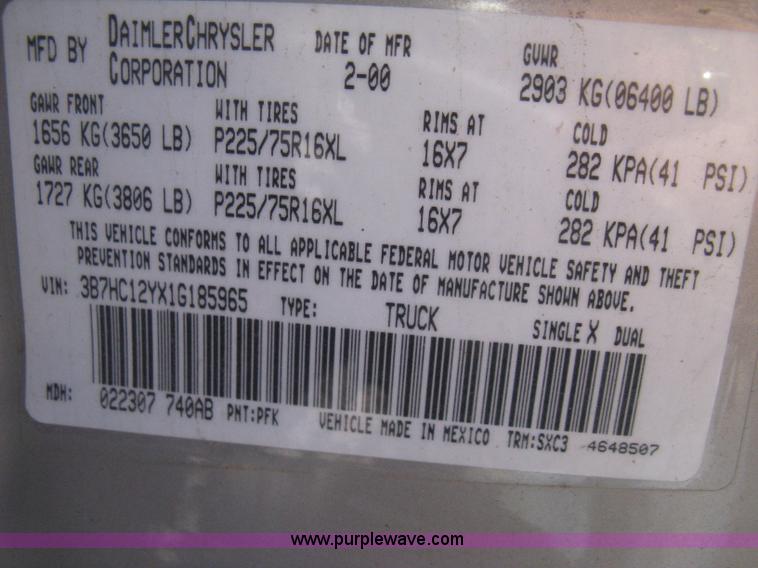 MFD BY DAIMLERCHRYSLER CORPORATION DATE OF MFR 2-00 GVWR 2903 KG(06400 LB)
GAWR FRONT WITH TIRES RIMS AT COLD
1656 KG(3650 LB) P225/75R16XL 16X7 282 KPA(41 PSI)
GAWR REAR WITH TIRES RIMS AT COLD
1727 KG(3806 LB) P225/75R16XL 16X7 282 KPA(41 PSI)
THIS VEHICLE CONFORMS TO ALL APPLICABLE FEDERAL MOTOR VEHICLE SAFETY AND THEFT
PREVENTION STANDARDS IN EFFECT ON THE DATE OF MANUFACTURE SHOWN ABOVE.
VIN: 3B7HC12YX1G185965 TYPE: TRUCK SINGLE X DUAL
MDH: 022307 740AB PNT:PFK VEHICLE MADE IN MEXICO TRM:SXC3 4648507
www.purplewave.com